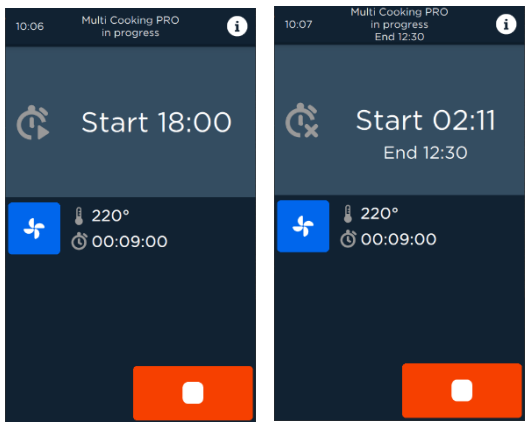 10:06
Multi Cooking PRO
in progress
i
Start 18:00
220°
00:09:00
10:07
Multi Cooking PRO
in progress
End 12:30
i
Start 02:11
End 12:30
220°
00:09:00